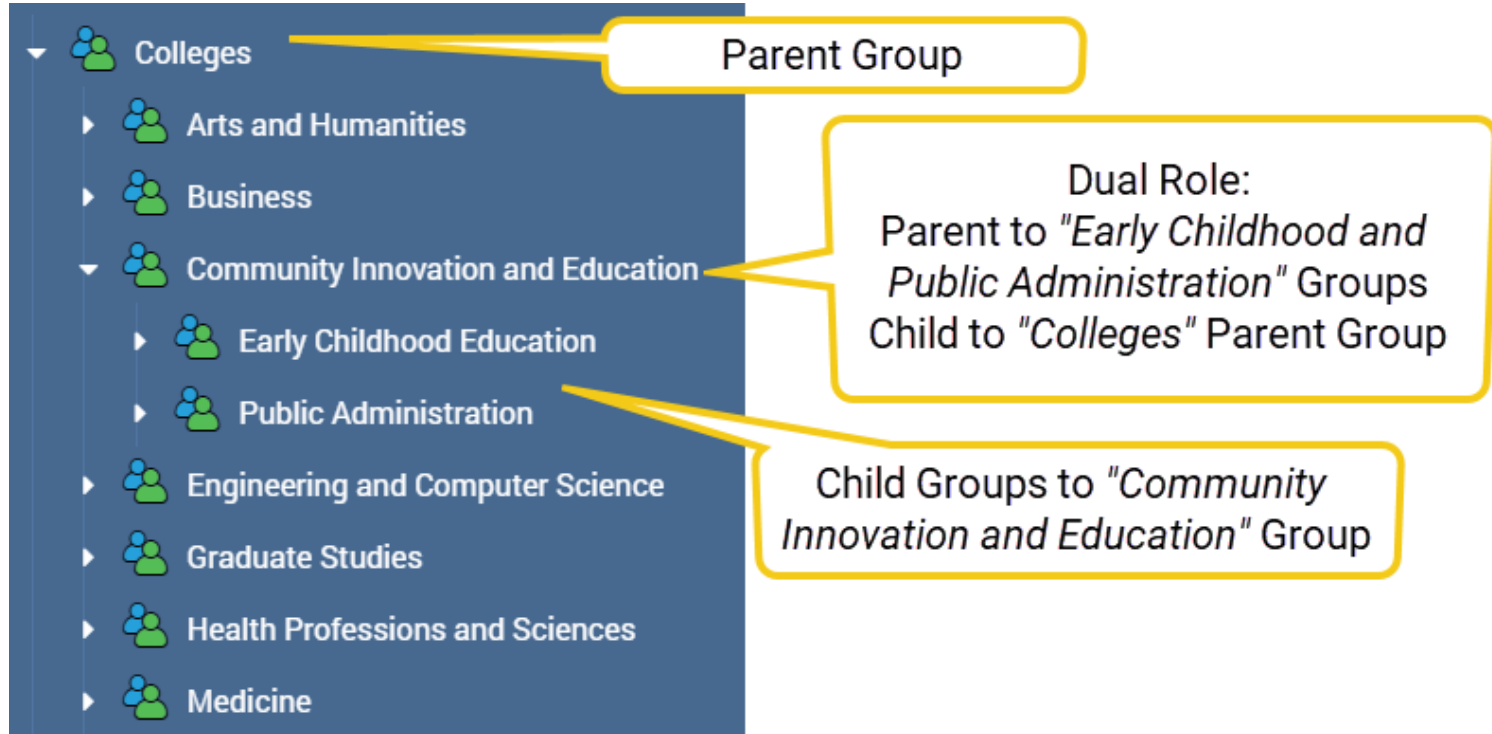 Colleges
Parent Group
Arts and Humanities
Business
Community Innovation and Education
Dual Role:
Parent to "Early Childhood and
Public Administration" Groups
Child to "Colleges" Parent Group
Early Childhood Education
Public Administration
Child Groups to "Community
Innovation and Education" Group
Engineering and Computer Science
Graduate Studies
Health Professions and Sciences
Medicine